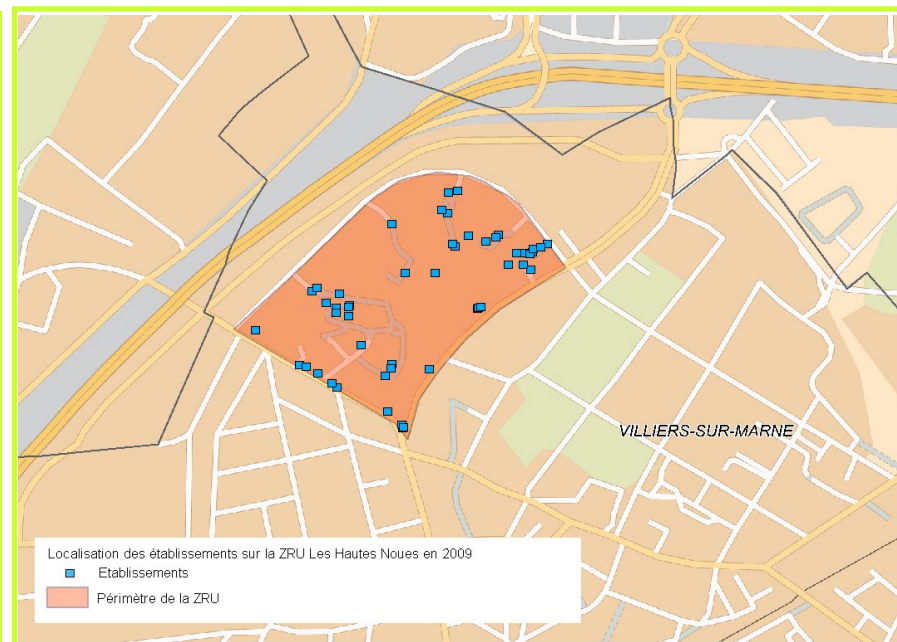 VILLIERS-SUR-MARNE
Localisation des établissements sur la ZRU Les Hautes Noues en 2009
Etablissements
Périmètre de la ZRU